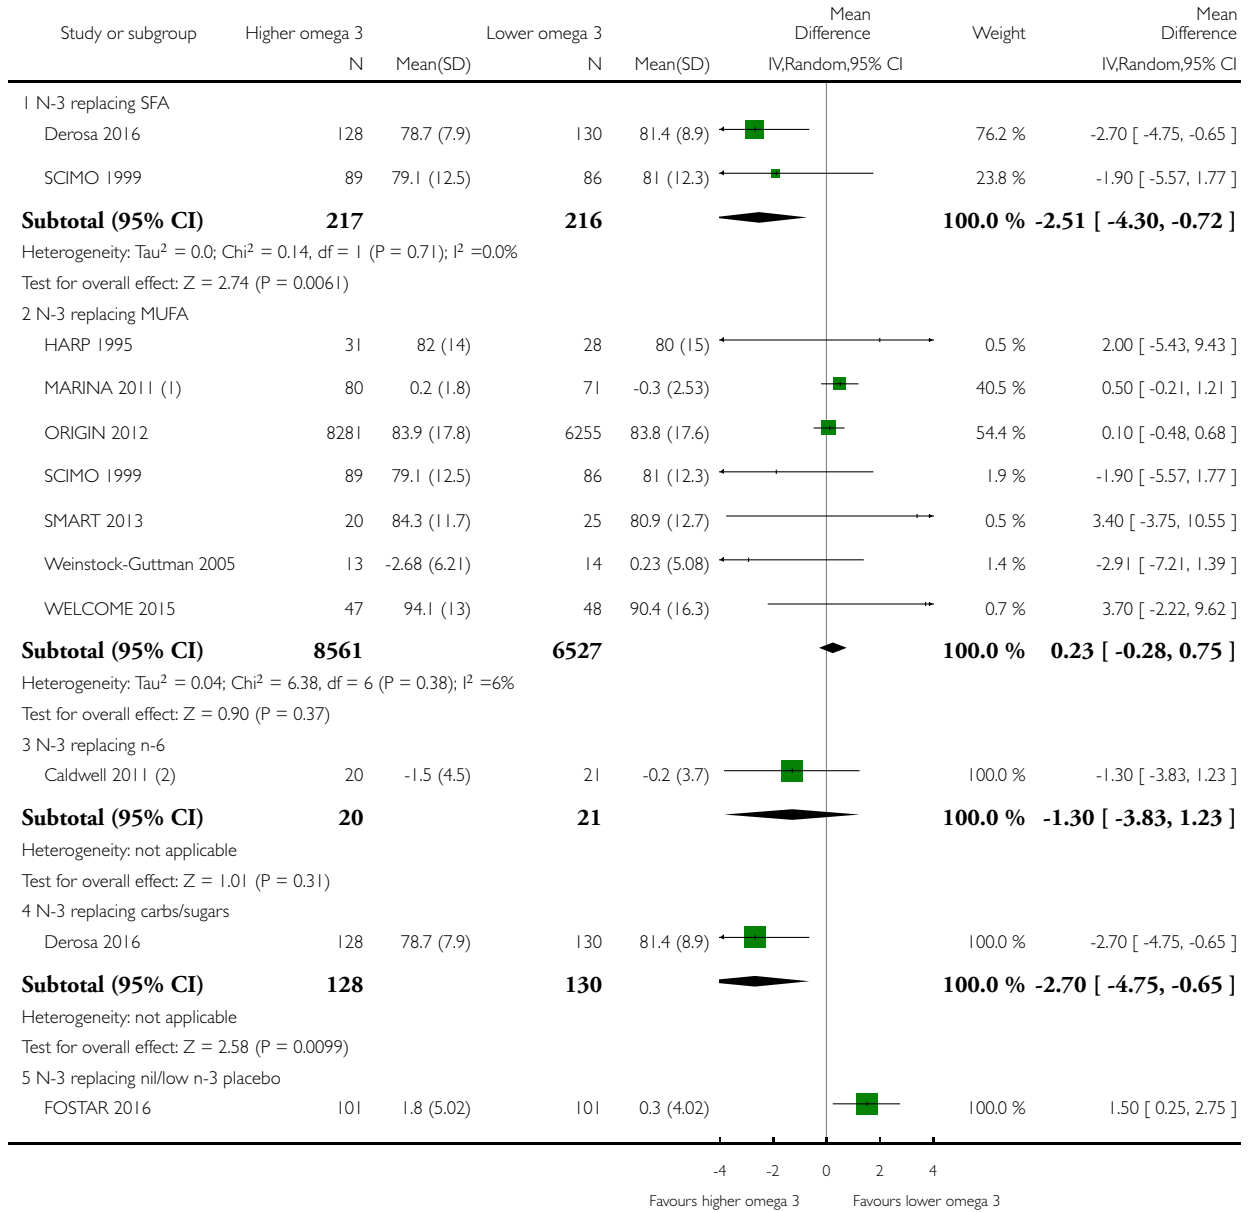 Study or subgroup Higher omega 3 Lower omega 3 Mean Difference Weight Mean Difference
N Mean(SD) N Mean(SD) IV,Random,95% CI IV,Random,95% CI
1 N-3 replacing SFA
Derosa 2016 128 78.7 (7.9) 130 81.4 (8.9) 76.2 % -2.70 [ -4.75, -0.65 ]
SCIMO 1999 89 79.1 (12.5) 86 81 (12.3) 23.8 % -1.90 [ -5.57, 1.77 ]
Subtotal (95% CI) 217 216 100.0 % -2.51 [ -4.30, -0.72 ]
Heterogeneity: Tau² = 0.0; Chi² = 0.14, df = 1 (P = 0.71); I² =0.0%
Test for overall effect: Z = 2.74 (P = 0.0061)
2 N-3 replacing MUFA
HARP 1995 31 82 (14) 28 80 (15) 0.5 % 2.00 [ -5.43, 9.43 ]
MARINA 2011 (1) 80 0.2 (1.8) 71 -0.3 (2.53) 40.5 % 0.50 [ -0.21, 1.21 ]
ORIGIN 2012 8281 83.9 (17.8) 6255 83.8 (17.6) 54.4 % 0.10 [ -0.48, 0.68 ]
SCIMO 1999 89 79.1 (12.5) 86 81 (12.3) 1.9 % -1.90 [ -5.57, 1.77 ]
SMART 2013 20 84.3 (11.7) 25 80.9 (12.7) 0.5 % 3.40 [ -3.75, 10.55 ]
Weinstock-Guttman 2005 13 -2.68 (6.21) 14 0.23 (5.08) 1.4 % -2.91 [ -7.21, 1.39 ]
WELCOME 2015 47 94.1 (13) 48 90.4 (16.3) 0.7 % 3.70 [ -2.22, 9.62 ]
Subtotal (95% CI) 8561 6527 100.0 % 0.23 [ -0.28, 0.75 ]
Heterogeneity: Tau² = 0.04; Chi² = 6.38, df = 6 (P = 0.38); I² =6%
Test for overall effect: Z = 0.90 (P = 0.37)
3 N-3 replacing n-6
Caldwell 2011 (2) 20 -1.5 (4.5) 21 -0.2 (3.7) 100.0 % -1.30 [ -3.83, 1.23 ]
Subtotal (95% CI) 20 21 100.0 % -1.30 [ -3.83, 1.23 ]
Heterogeneity: not applicable
Test for overall effect: Z = 1.01 (P = 0.31)
4 N-3 replacing carbs/sugars
Derosa 2016 128 78.7 (7.9) 130 81.4 (8.9) 100.0 % -2.70 [ -4.75, -0.65 ]
Subtotal (95% CI) 128 130 100.0 % -2.70 [ -4.75, -0.65 ]
Heterogeneity: not applicable
Test for overall effect: Z = 2.58 (P = 0.0099)
5 N-3 replacing nil/low n-3 placebo
FOSTAR 2016 101 1.8 (5.02) 101 0.3 (4.02) 100.0 % 1.50 [ 0.25, 2.75 ]
-4 -2 0 2 4
Favours higher omega 3 Favours lower omega 3